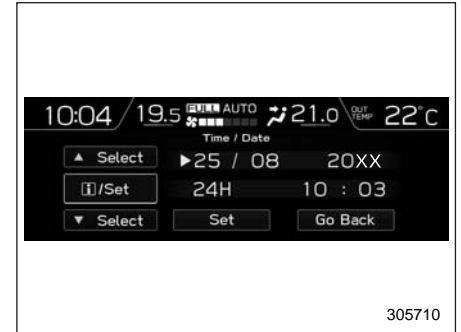 10:04 19.5 FULL AUTO 21.0 OUT TEMP 22°C
Time / Date
▲ Select ▶25 / 08 20XX
i/Set 24H 10 : 03
▼ Select Set Go Back
305710